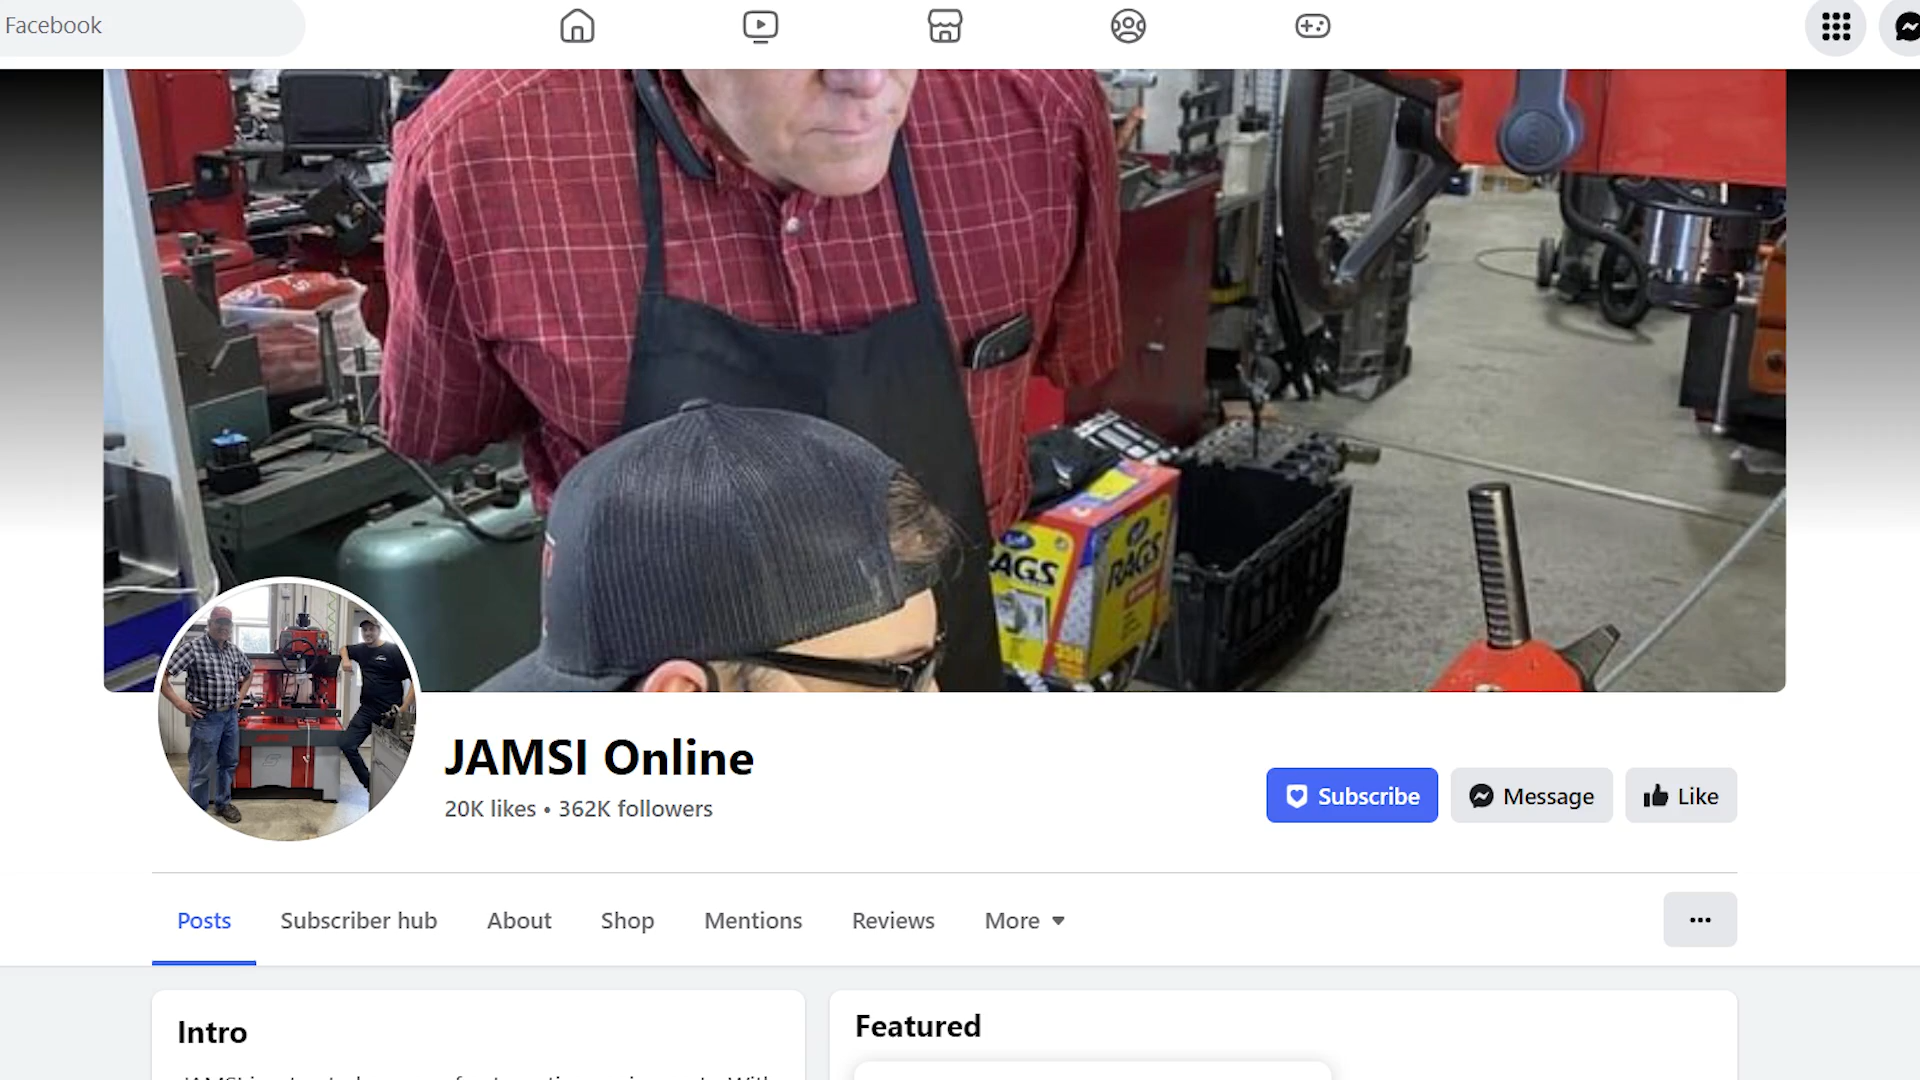 Facebook
AGS
RAGS
JAMSI Online
20K likes • 362K followers
Subscribe
Message
Like
Posts
Subscriber hub
About
Shop
Mentions
Reviews
More
Intro
Featured